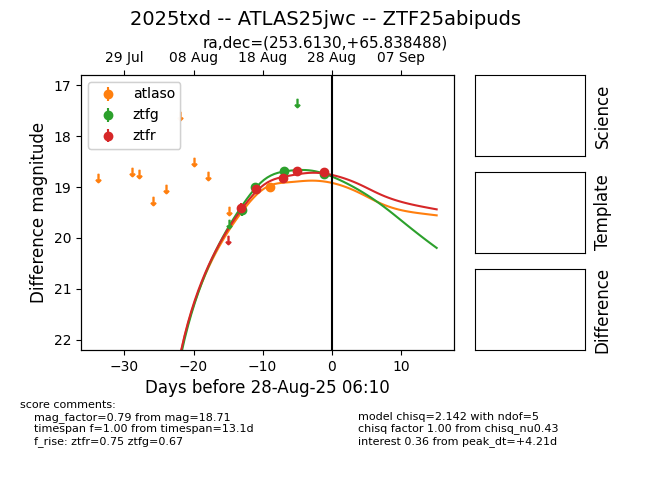 2025txd -- ATLAS25jwc -- ZTF25abipuds
ra,dec=(253.6130,+65.838488)
29 Jul 08 Aug 18 Aug 28 Aug 07 Sep
atlaso
ztfg
ztfr
17
18
19
20
21
22
Difference magnitude
−30 −20 −10 0 10
Days before 28-Aug-25 06:10
Science
Template
Difference
score comments:
mag_factor=0.79 from mag=18.71
timespan f=1.00 from timespan=13.1d
f_rise: ztfr=0.75 ztfg=0.67
model chisq=2.142 with ndof=5
chisq factor 1.00 from chisq_nu0.43
interest 0.36 from peak_dt=+4.21d